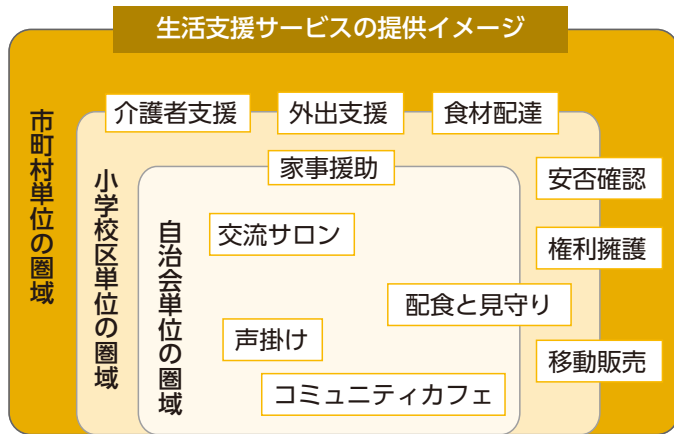 生活支援サービスの提供イメージ
市町村単位の圏域
小学校区単位の圏域
自治会単位の圏域
介護者支援
外出支援
食材配達
家事援助
安否確認
交流サロン
権利擁護
配食と見守り
声掛け
移動販売
コミュニティカフェ